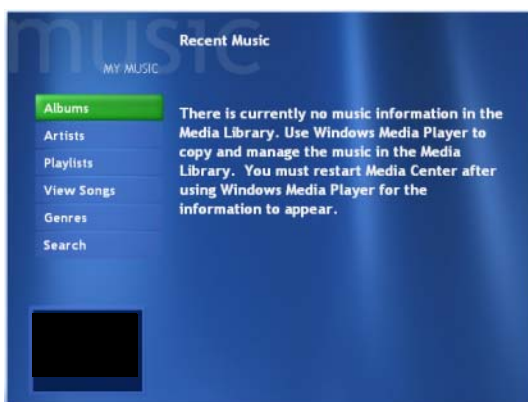 music
MY MUSIC
Recent Music
Albums
Artists
Playlists
View Songs
Genres
Search
There is currently no music information in the
Media Library. Use Windows Media Player to
copy and manage the music in the Media
Library. You must restart Media Center after
using Windows Media Player for the
information to appear.